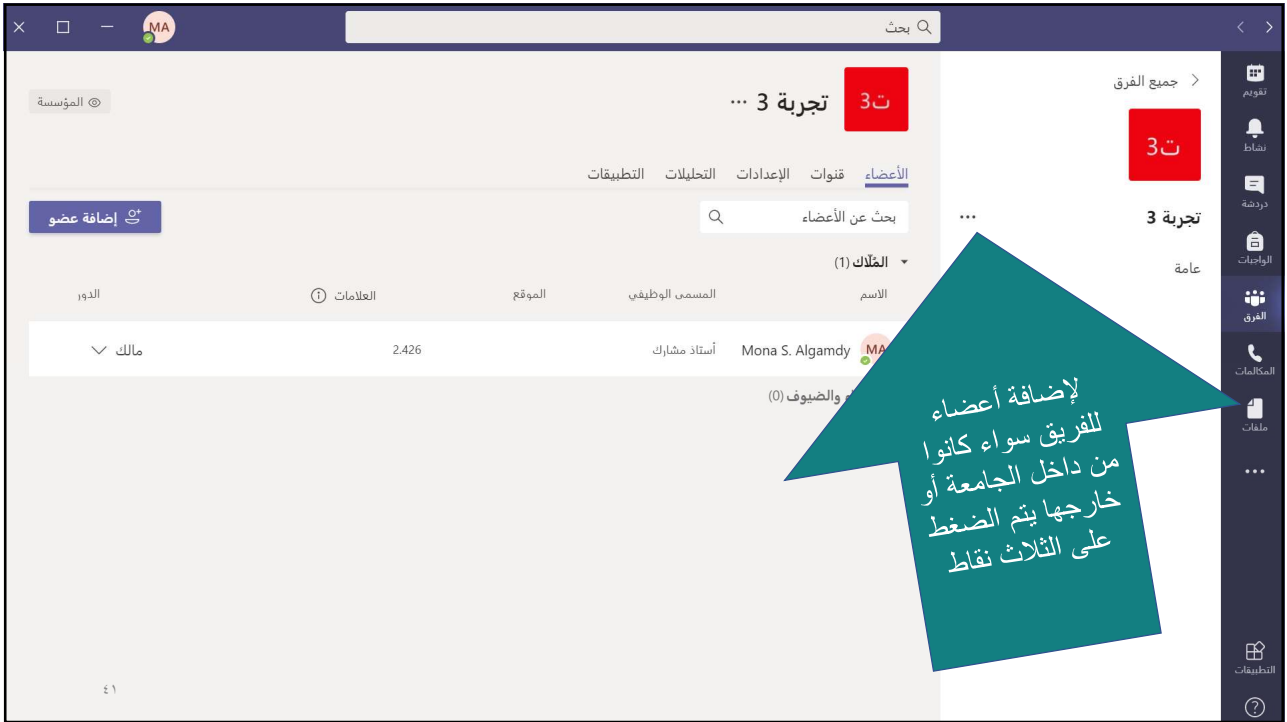 MA
بحث
تقويم
نشاط
دردشة
الواجبات
الفرق
المكالمات
ملفات
التطبيقات
جميع الفرق
ت3
تجربة 3
عامة
ت3
تجربة 3
المؤسسة
الأعضاء قنوات الإعدادات التحليلات التطبيقات
بحث عن الأعضاء
إضافة عضو
المُلّاك (1)
الاسم المسمى الوظيفي الموقع العلامات الدور
MA Mona S. Algamdy أستاذ مشارك 2.426 مالك
والضيوف (0)
لإضافة أعضاء
للفريق سواء كانوا
من داخل الجامعة أو
خارجها يتم الضغط
على الثلاث نقاط
٤١